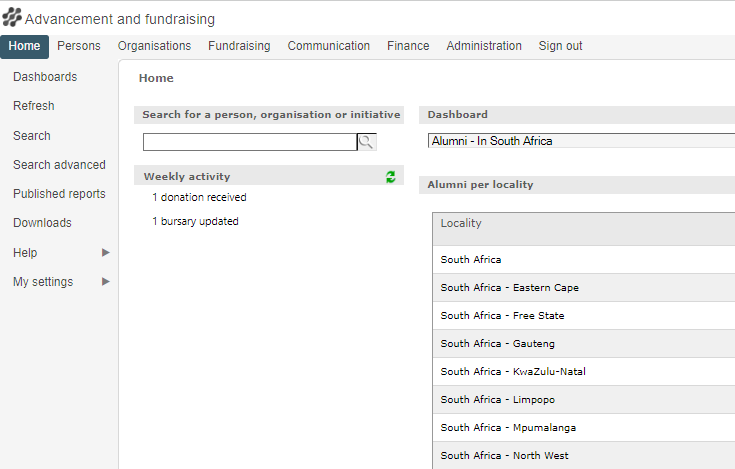 Advancement and fundraising
Home Persons Organisations Fundraising Communication Finance Administration Sign out
Dashboards
Refresh
Search
Search advanced
Published reports
Downloads
Help
My settings
Home
Search for a person, organisation or initiative
Weekly activity
1 donation received
1 bursary updated
Dashboard
Alumni - In South Africa
Alumni per locality
Locality
South Africa
South Africa - Eastern Cape
South Africa - Free State
South Africa - Gauteng
South Africa - KwaZulu-Natal
South Africa - Limpopo
South Africa - Mpumalanga
South Africa - North West